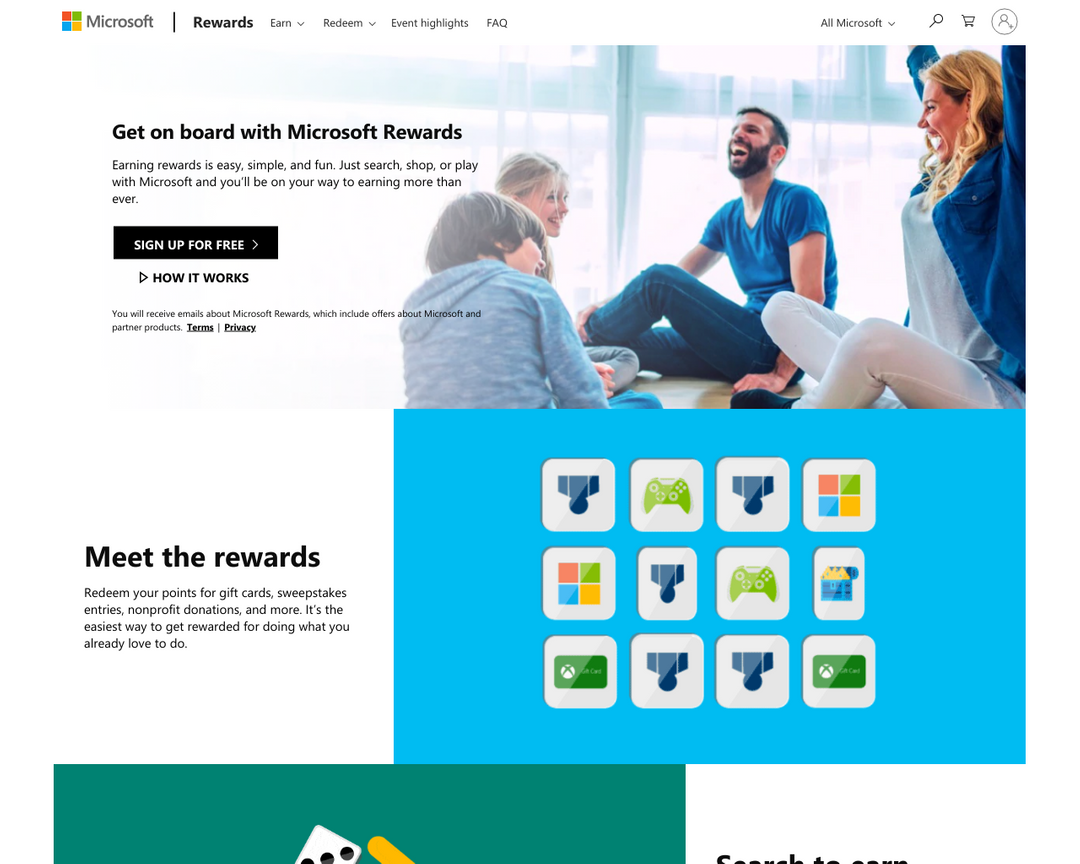 Microsoft
Rewards
Earn
Redeem
Event highlights
FAQ
All Microsoft
Get on board with Microsoft Rewards
Earning rewards is easy, simple, and fun. Just search, shop, or play
with Microsoft and you'll be on your way to earning more than
ever.
SIGN UP FOR FREE
HOW IT WORKS
You will receive emails about Microsoft Rewards, which include offers about Microsoft and
partner products. Terms | Privacy
Meet the rewards
Redeem your points for gift cards, sweepstakes
entries, nonprofit donations, and more. It's the
easiest way to get rewarded for doing what you
already love to do.
Gift Card
Gift Card
Search to earn